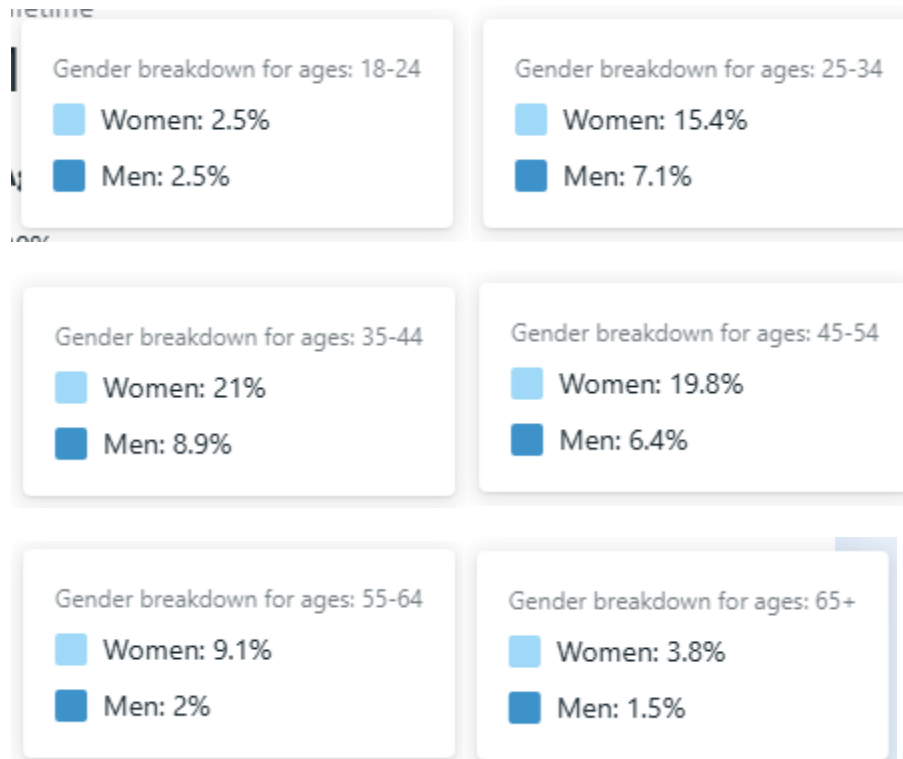 Gender breakdown for ages: 18-24
Women: 2.5%
Men: 2.5%
Gender breakdown for ages: 25-34
Women: 15.4%
Men: 7.1%
Gender breakdown for ages: 35-44
Women: 21%
Men: 8.9%
Gender breakdown for ages: 45-54
Women: 19.8%
Men: 6.4%
Gender breakdown for ages: 55-64
Women: 9.1%
Men: 2%
Gender breakdown for ages: 65+
Women: 3.8%
Men: 1.5%